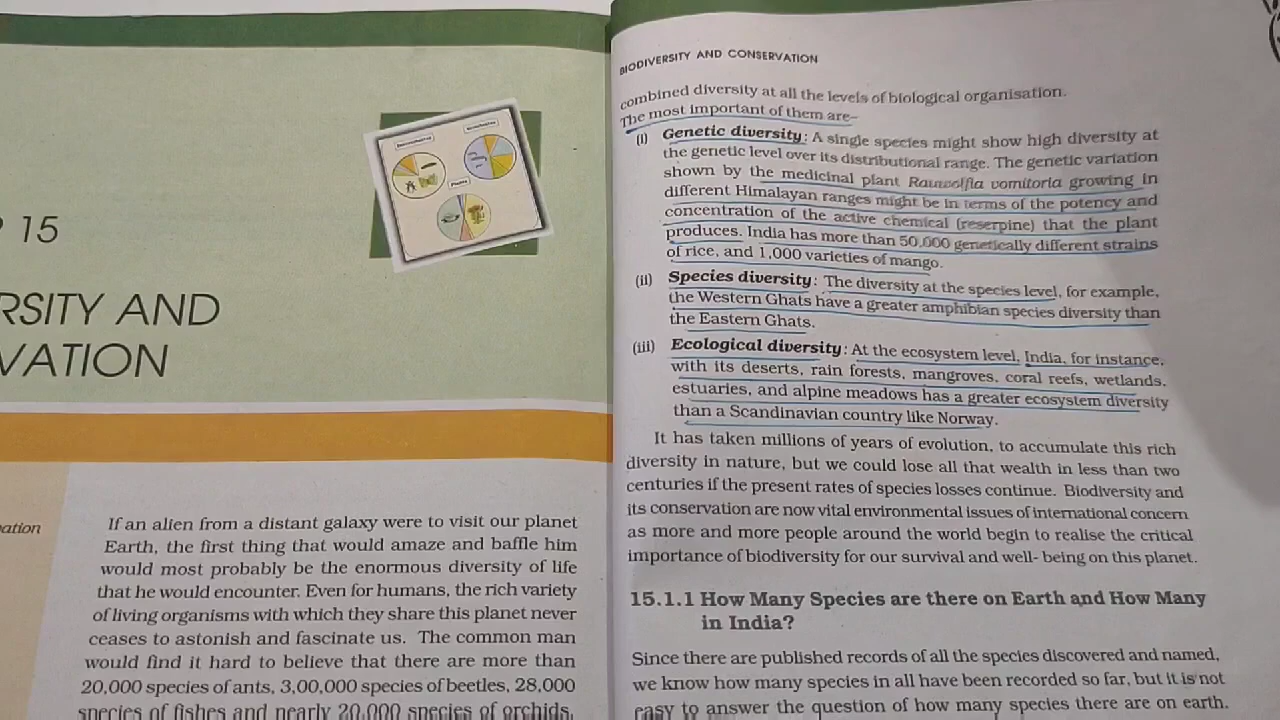 15
RSITY AND
VATION
ation
If an alien from a distant galaxy were to visit our planet
Earth, the first thing that would amaze and baffle him
would most probably be the enormous diversity of life
that he would encounter. Even for humans, the rich variety
of living organisms with which they share this planet never
ceases to astonish and fascinate us. The common man
would find it hard to believe that there are more than
20,000 species of ants, 3,00,000 species of beetles, 28,000
species of fishes and nearly 20,000 species of orchids.
BIODIVERSITY AND CONSERVATION
combined diversity at all the levels of biological organisation.
The most important of them are–
(i) Genetic diversity: A single species might show high diversity at
the genetic level over its distributional range. The genetic variation
shown by the medicinal plant Rauwolfia vomitoria growing in
different Himalayan ranges might be in terms of the potency and
concentration of the active chemical (reserpine) that the plant
produces. India has more than 50,000 genetically different strains
of rice, and 1,000 varieties of mango.
(ii) Species diversity: The diversity at the species level, for example,
the Western Ghats have a greater amphibian species diversity than
the Eastern Ghats.
(iii) Ecological diversity: At the ecosystem level, India, for instance,
with its deserts, rain forests, mangroves, coral reefs, wetlands,
estuaries, and alpine meadows has a greater ecosystem diversity
than a Scandinavian country like Norway.
It has taken millions of years of evolution, to accumulate this rich
diversity in nature, but we could lose all that wealth in less than two
centuries if the present rates of species losses continue. Biodiversity and
its conservation are now vital environmental issues of international concern
as more and more people around the world begin to realise the critical
importance of biodiversity for our survival and well- being on this planet.
15.1.1 How Many Species are there on Earth and How Many
in India?
Since there are published records of all the species discovered and named,
we know how many species in all have been recorded so far, but it is not
easy to answer the question of how many species there are on earth.